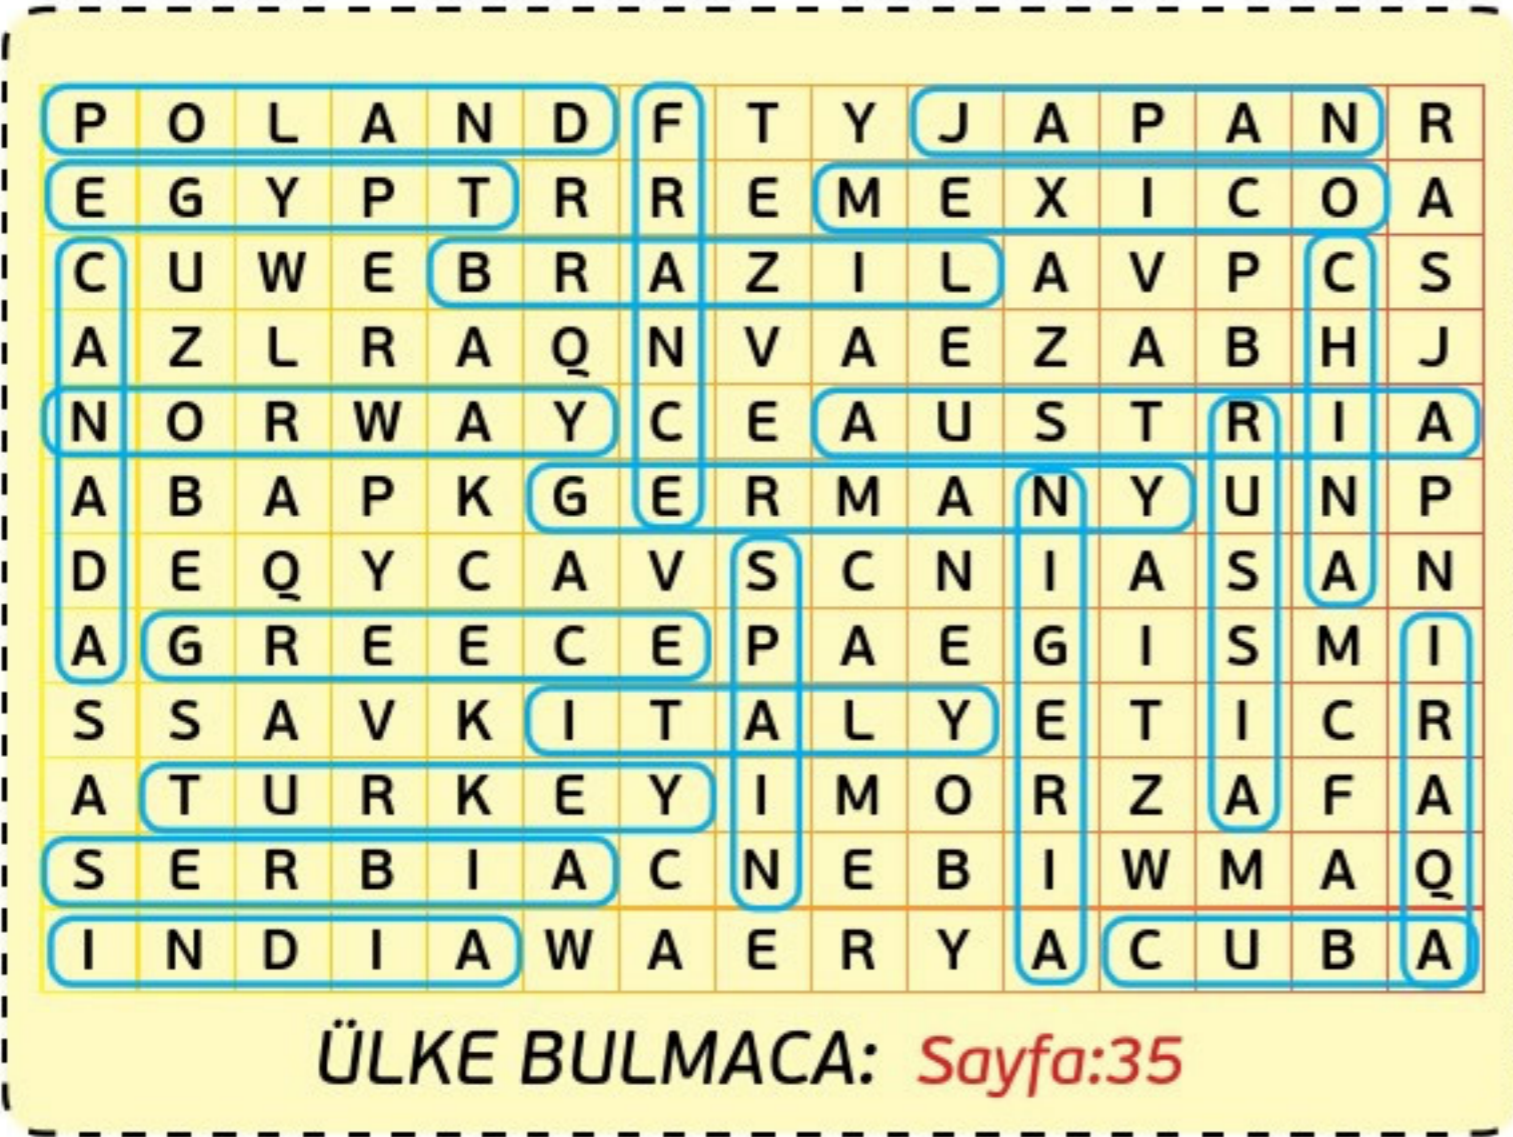 P O L A N D F T Y J A P A N R
E G Y P T R R E M E X I C O A
C U W E B R A Z I L A V P C S
A Z L R A Q N V A E Z A B H J
N O R W A Y C E A U S T R I A
A B A P K G E R M A N Y U N P
D E Q Y C A V S C N I A S A N
A G R E E C E P A E G I S M I
S S A V K I T A L Y E T I C R
A T U R K E Y I M O R Z A F A
S E R B I A C N E B I W M A Q
I N D I A W A E R Y A C U B A
ÜLKE BULMACA: Sayfa:35